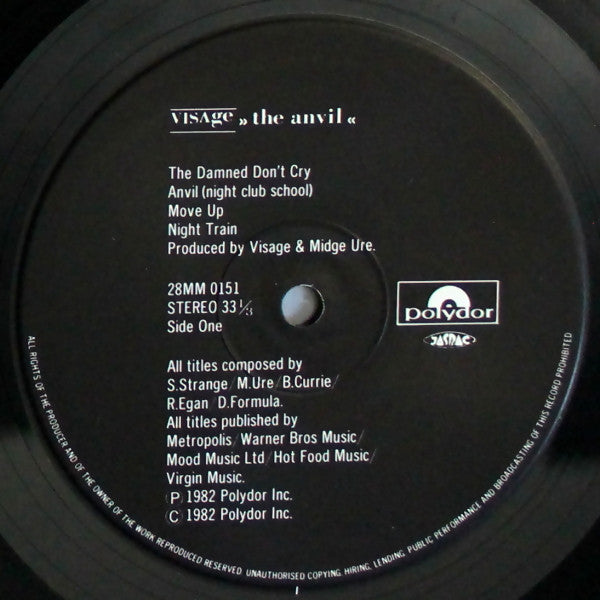 VISAGE » the anvil «
The Damned Don't Cry
Anvil (night club school)
Move Up
Night Train
Produced by Visage & Midge Ure.
28MM 0151
STEREO 33 1/3
Side One
polydor
JASRAC
All titles composed by
S.Strange/M.Ure/B.Currie/
R.Egan/D.Formula.
All titles published by
Metropolis/Warner Bros Music/
Mood Music Ltd/Hot Food Music/
Virgin Music.
Ⓟ 1982 Polydor Inc.
Ⓒ 1982 Polydor Inc.
ALL RIGHTS OF THE PRODUCER AND OF THE OWNER OF THE WORK REPRODUCED RESERVED. UNAUTHORISED COPYING, HIRING, LENDING, PUBLIC PERFORMANCE AND BROADCASTING OF THIS RECORD PROHIBITED